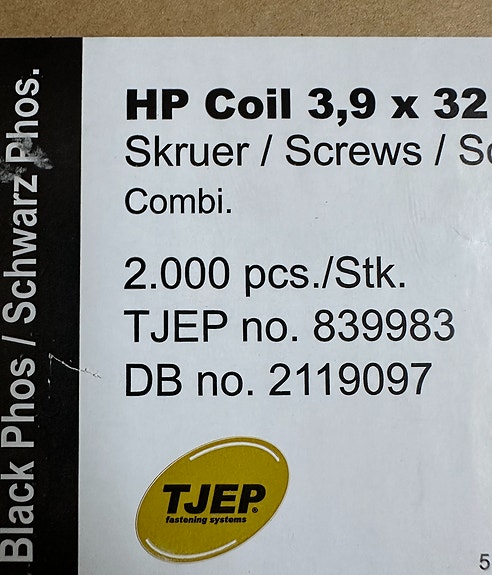 Black Phos / Schwarz Phos.
HP Coil 3,9 x 32
Skruer / Screws / Sc
Combi.
2.000 pcs./Stk.
TJEP no. 839983
DB no. 2119097
TJEP®
fastening systems
5